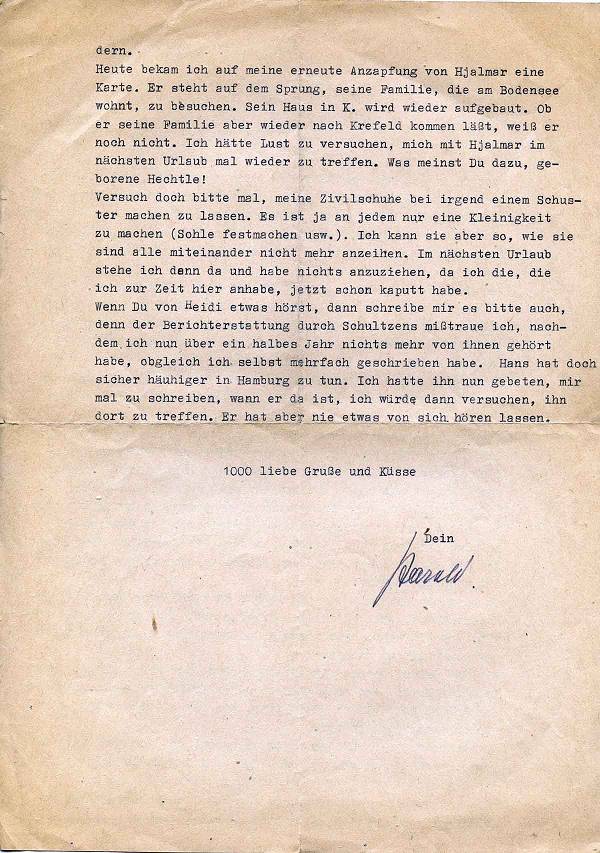 dern.
Heute bekam ich auf meine erneute Anzapfung von Hjalmar eine
Karte. Er steht auf dem Sprung, seine Familie, die am Bodensee
wohnt, zu besuchen. Sein Haus in K. wird wieder aufgebaut. Ob
er seine Familie aber wieder nach Krefeld kommen läßt, weiß er
noch nicht. Ich hätte Lust zu versuchen, mich mit Hjalmar im
nächsten Urlaub mal wieder zu treffen. Was meinst Du dazu, ge-
borene Hechtle!
Versuch doch bitte mal, meine Zivilschuhe bei irgend einem Schus-
ter machen zu lassen. Es ist ja an jedem nur eine Kleinigkeit
zu machen (Sohle festmachen usw.). Ich kann sie aber so, wie sie
sind alle miteinander nicht mehr anzeihen. Im nächsten Urlaub
stehe ich dann da und habe nichts anzuziehen, da ich die, die
ich zur Zeit hier anhabe, jetzt schon kaputt habe.
Wenn Du von Heidi etwas hörst, dann schreibe mir es bitte auch,
denn der Berichterstattung durch Schultzens mißtraue ich, nach-
dem ich nun über ein halbes Jahr nichts mehr von ihnen gehört
habe, obgleich ich selbst mehrfach geschrieben habe. Hans hat doch
sicher häuhiger in Hamburg zu tun. Ich hatte ihn nun gebeten, mir
mal zu schreiben, wann er da ist, ich würde dann versuchen, ihn
dort zu treffen. Er hat aber nie etwas von sich hören lassen.
1000 liebe Gruße und Küsse
Dein
Harald